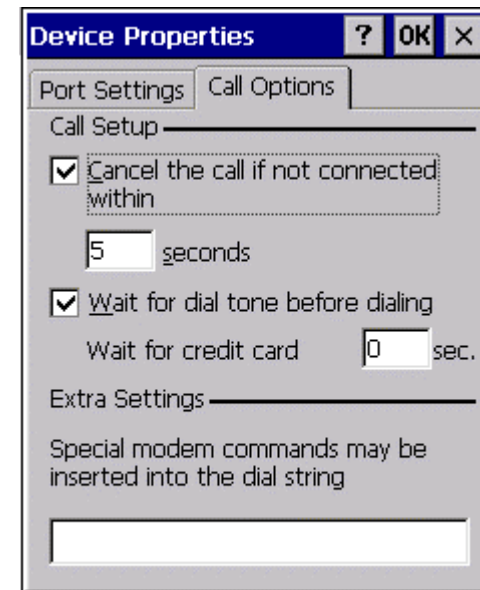 Device Properties ? OK ×
Port Settings Call Options
Call Setup
Cancel the call if not connected
within
5 seconds
Wait for dial tone before dialing
Wait for credit card 0 sec.
Extra Settings
Special modem commands may be
inserted into the dial string